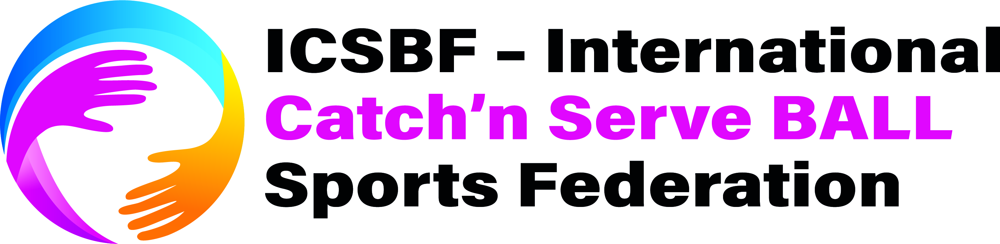 ICSBF – International
Catch’n Serve BALL
Sports Federation